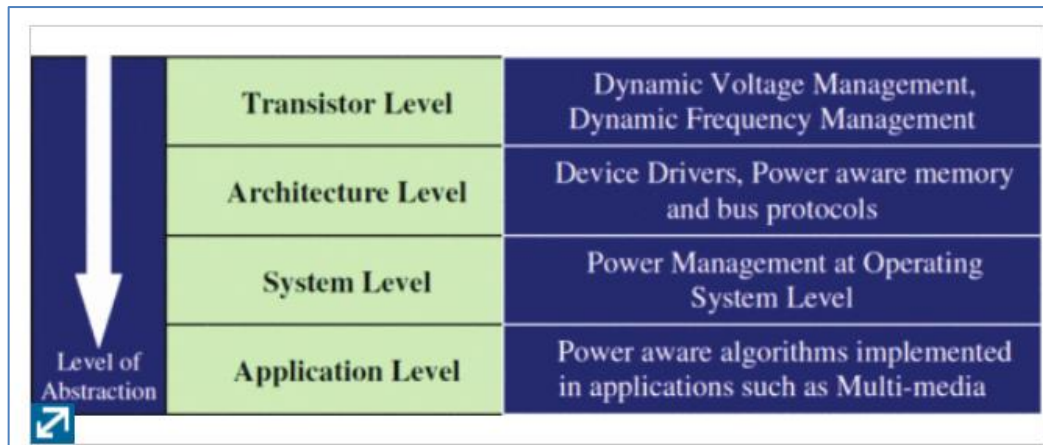 Transistor Level
Dynamic Voltage Management,
Dynamic Frequency Management
Architecture Level
Device Drivers, Power aware memory
and bus protocols
System Level
Power Management at Operating
System Level
Application Level
Power aware algorithms implemented
in applications such as Multi-media
Level of
Abstraction